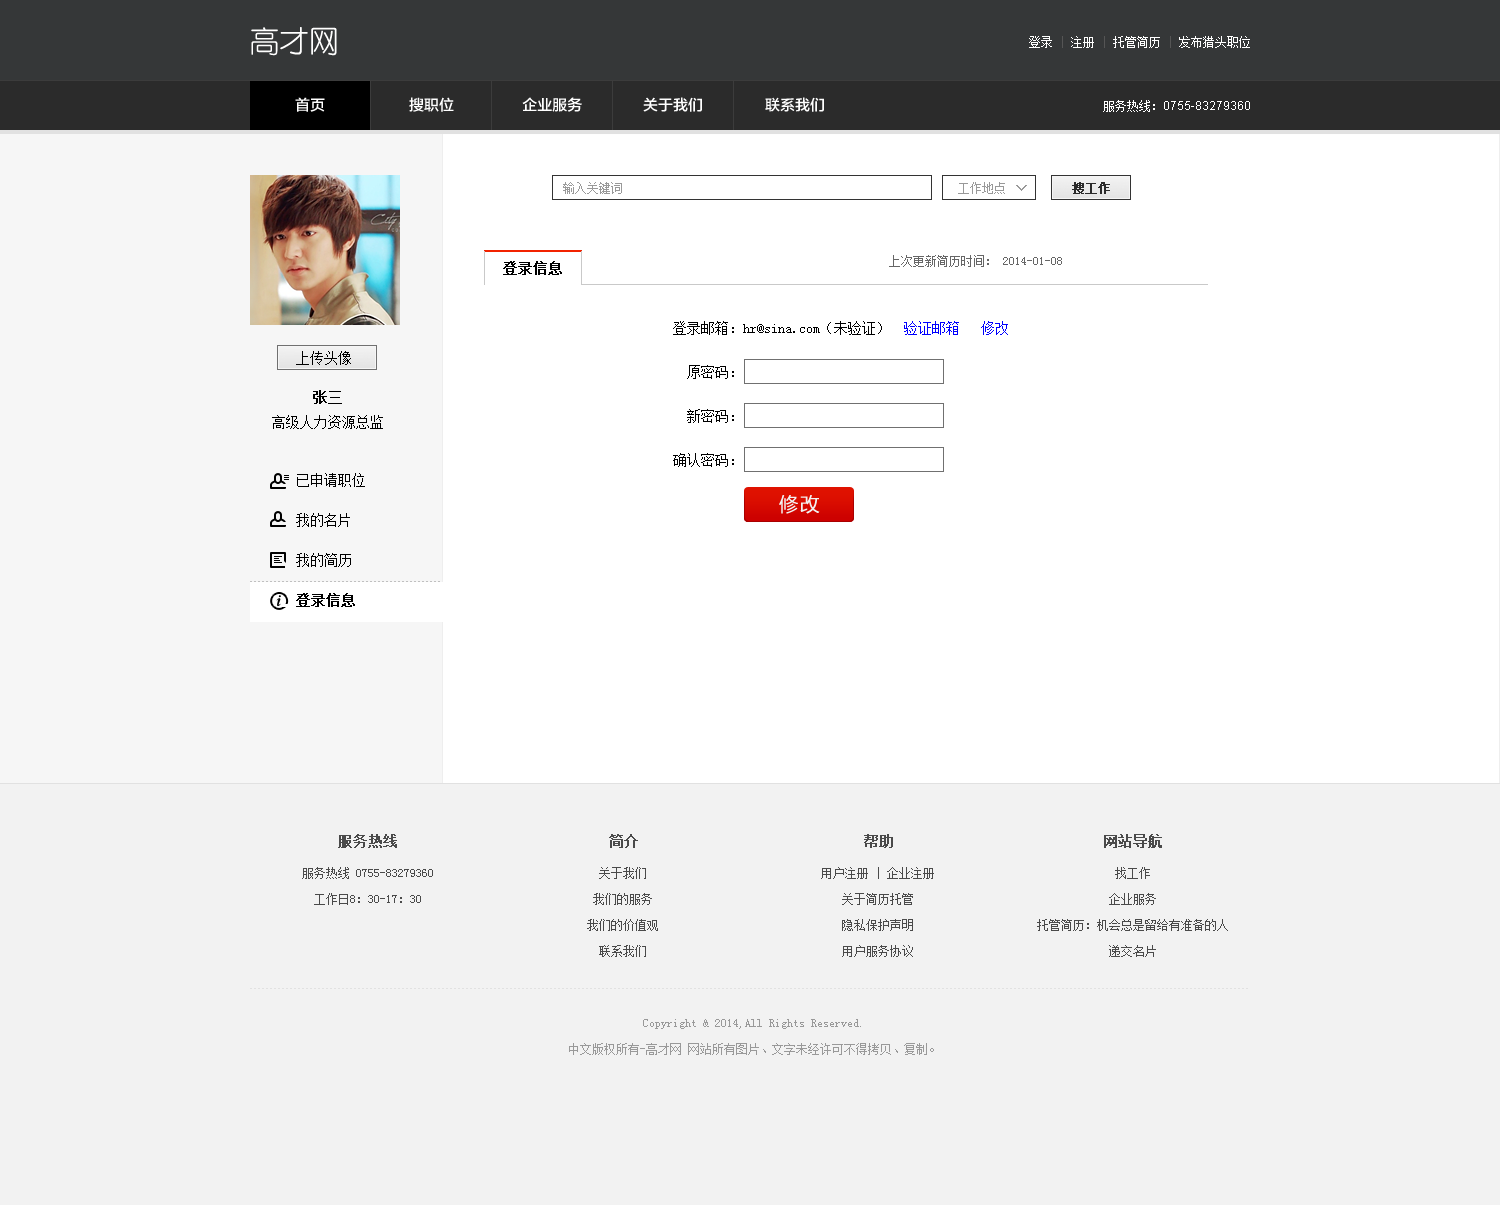 高才网
登录 | 注册 | 托管简历 | 发布猎头职位
首页 搜职位 企业服务 关于我们 联系我们 服务热线：0755-83279360
输入关键词 工作地点 搜工作
登录信息 上次更新简历时间： 2014-01-08
上传头像
张三
高级人力资源总监
已申请职位
我的名片
我的简历
登录信息
登录邮箱：hr@sina.com（未验证） 验证邮箱 修改
原密码：
新密码：
确认密码：
修改
服务热线
服务热线 0755-83279360
工作日8：30-17：30
简介
关于我们
我们的服务
我们的价值观
联系我们
帮助
用户注册 | 企业注册
关于简历托管
隐私保护声明
用户服务协议
网站导航
找工作
企业服务
托管简历：机会总是留给有准备的人
递交名片
Copyright & 2014,All Rights Reserved.
中文版权所有-高才网 网站所有图片、文字未经许可不得拷贝、复制。